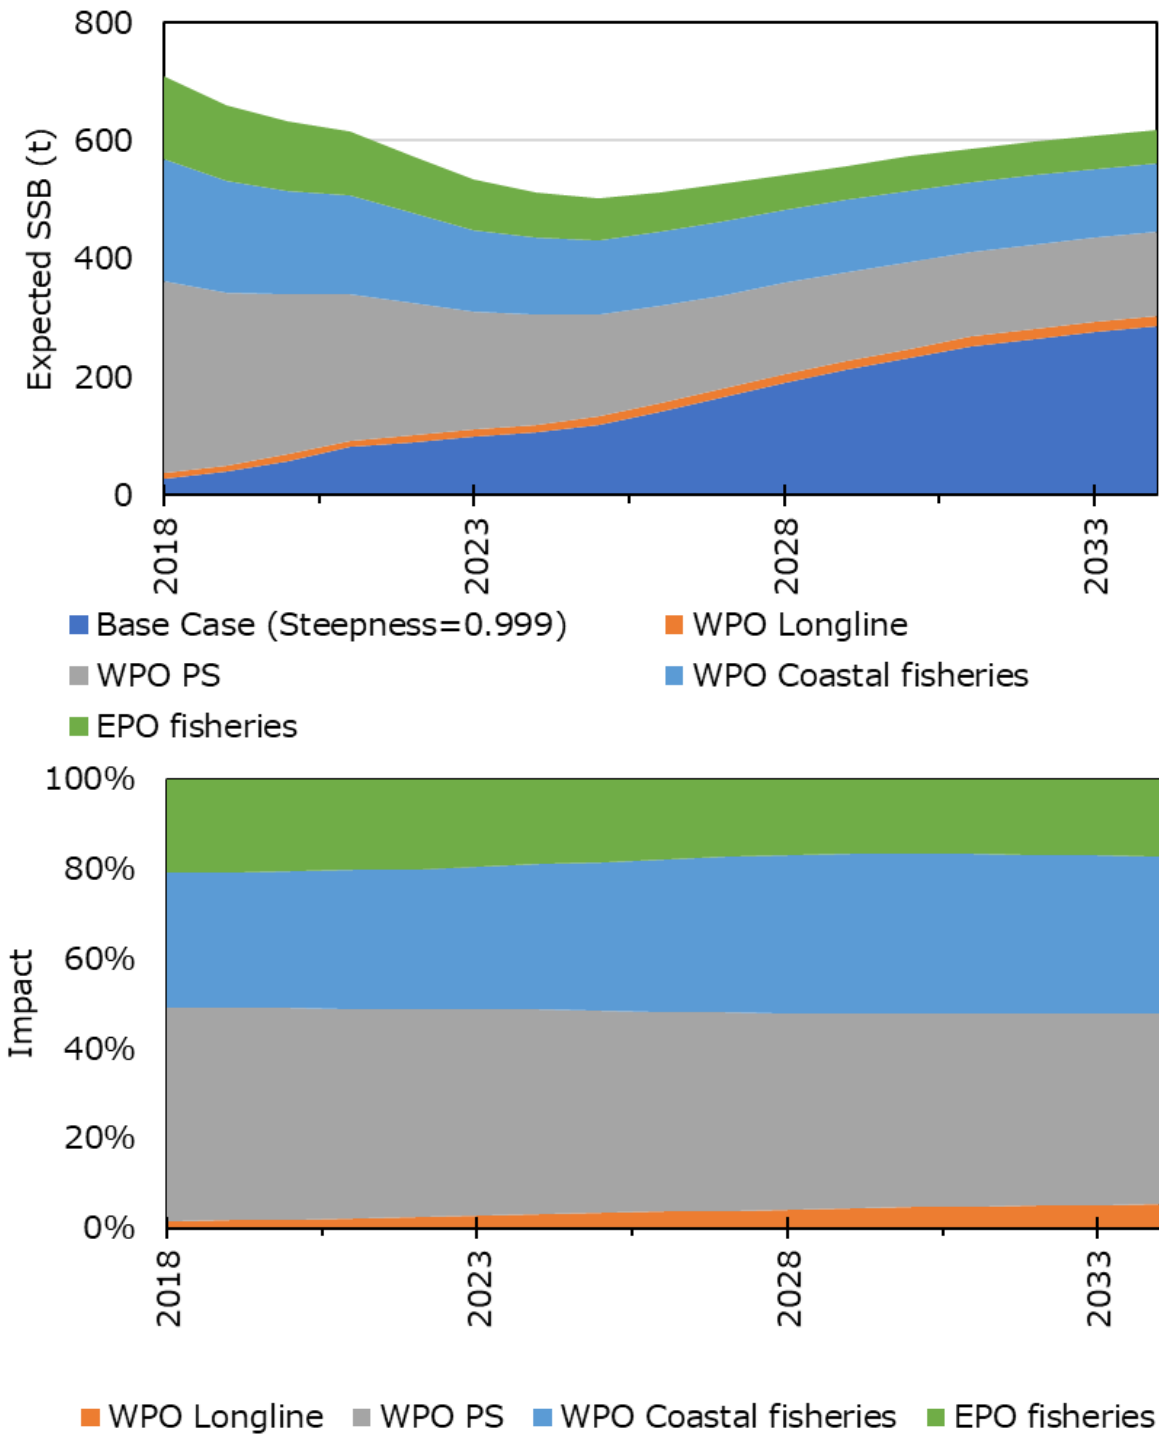 800
600
400
200
0
Expected SSB (t)
2018
2023
2028
2033
Base Case (Steepness=0.999)
WPO Longline
WPO PS
WPO Coastal fisheries
EPO fisheries
100%
80%
60%
40%
20%
0%
Impact
2018
2023
2028
2033
WPO Longline
WPO PS
WPO Coastal fisheries
EPO fisheries